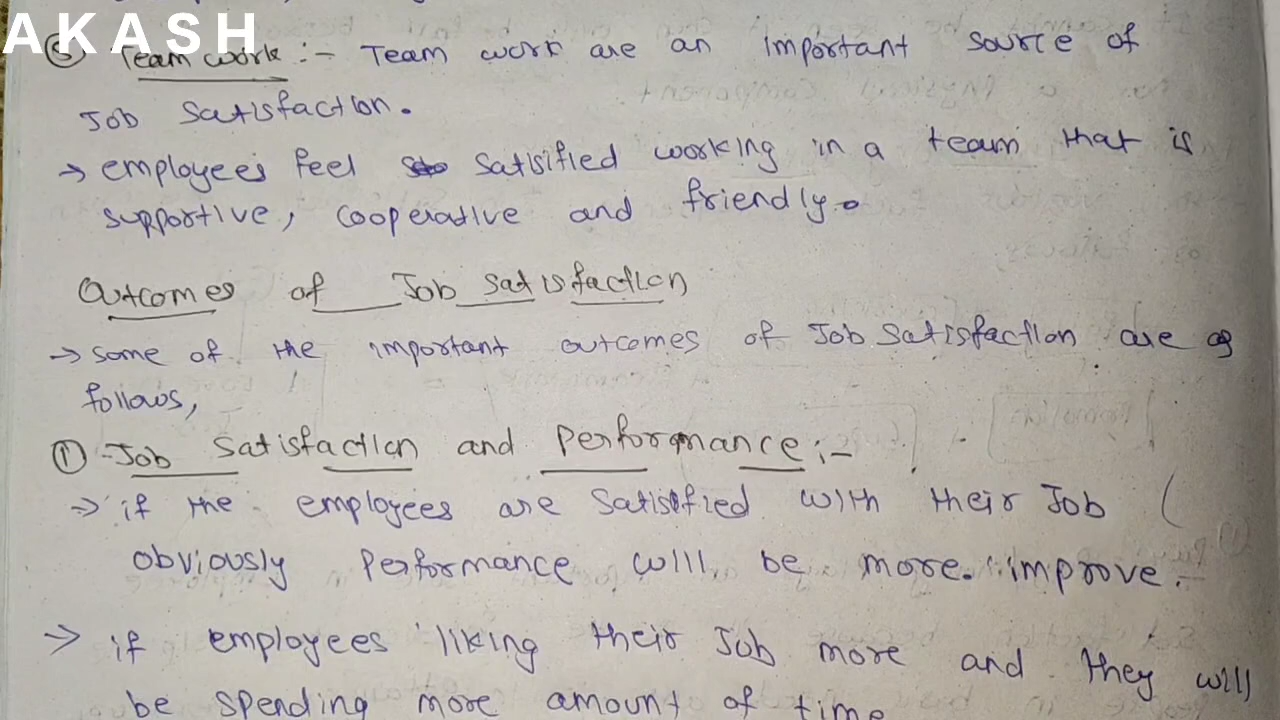 AKASH
⑤ Team work :- Team work are an important source of
Job Satisfaction.
→ employees feel satisified working in a team that is
supportive, cooperative and friendly.
Outcomes of Job satisfaction
→ some of the important outcomes of Job satisfaction are as
follows,
① Job satisfaction and Performance :-
→ if the employees are satisfied with their Job (
obviously Performance will be more. improve.
→ if employees liking their Job more and they will
be spending more amount of time